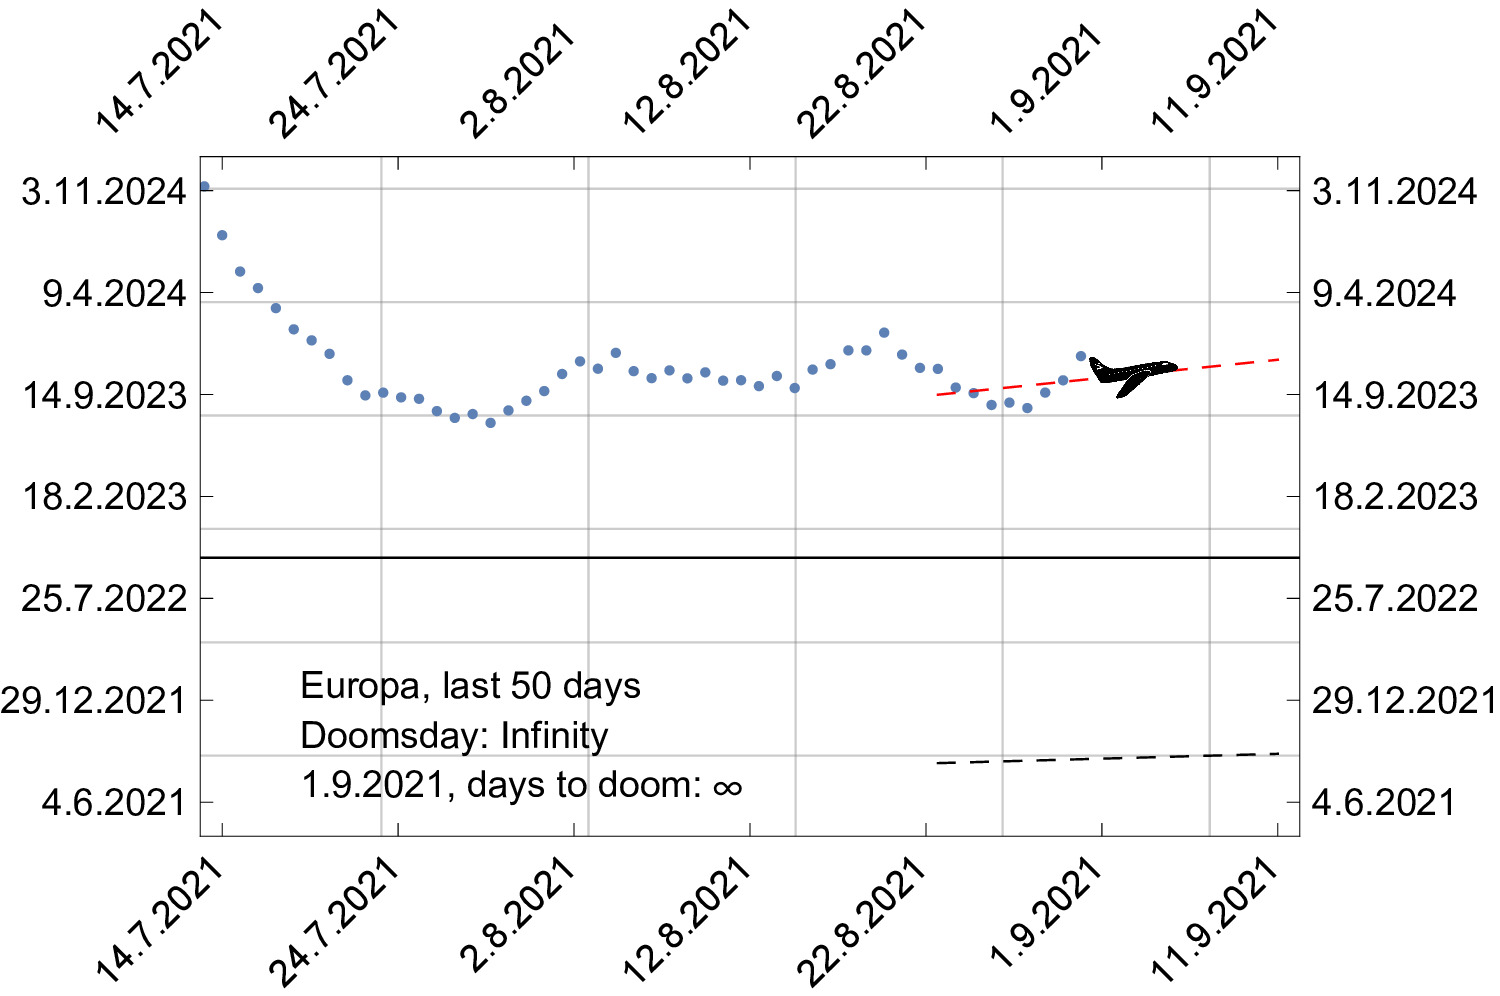 14.7.2021 24.7.2021 2.8.2021 12.8.2021 22.8.2021 1.9.2021 11.9.2021
3.11.2024 3.11.2024
9.4.2024 9.4.2024
14.9.2023 14.9.2023
18.2.2023 18.2.2023
25.7.2022 25.7.2022
Europa, last 50 days
29.12.2021 29.12.2021
Doomsday: Infinity
1.9.2021, days to doom: ∞
4.6.2021 4.6.2021
14.7.2021 24.7.2021 2.8.2021 12.8.2021 22.8.2021 1.9.2021 11.9.2021